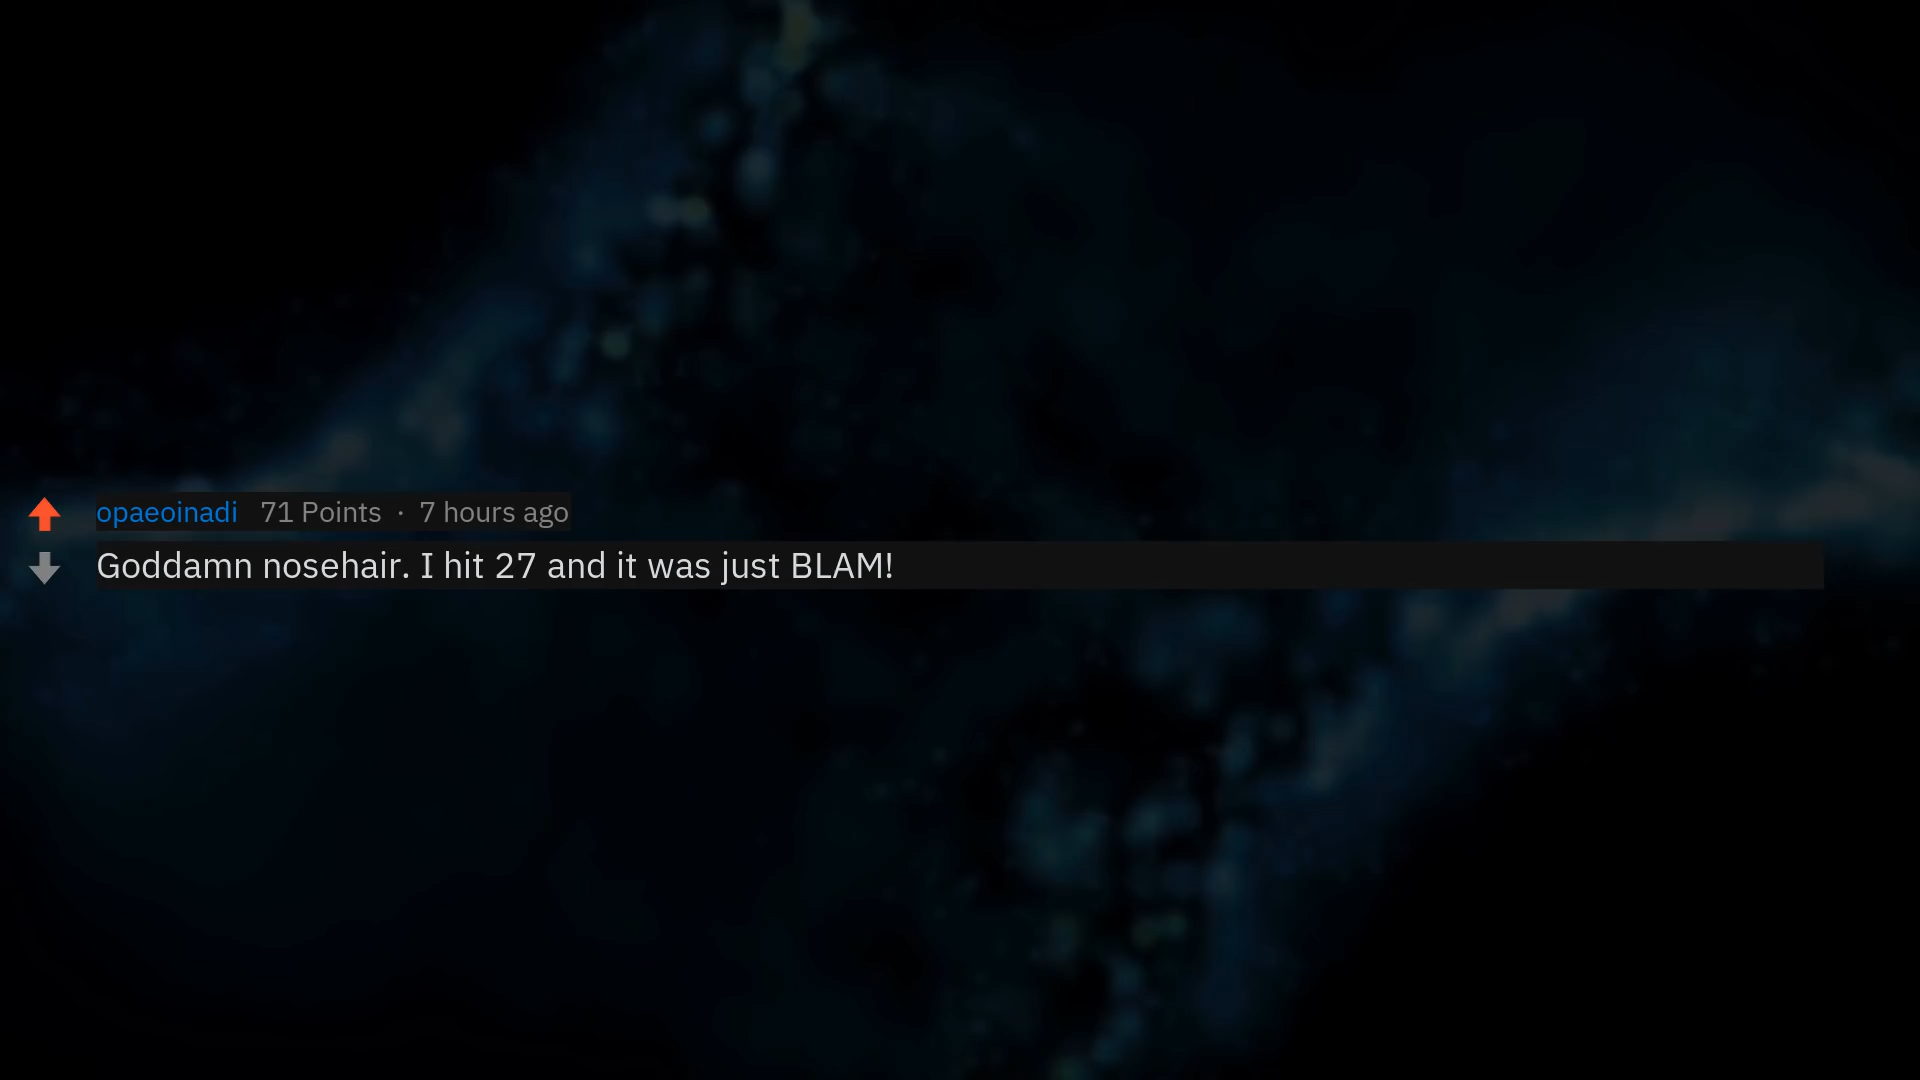 opaeoinadi 71 Points · 7 hours ago
Goddamn nosehair. I hit 27 and it was just BLAM!